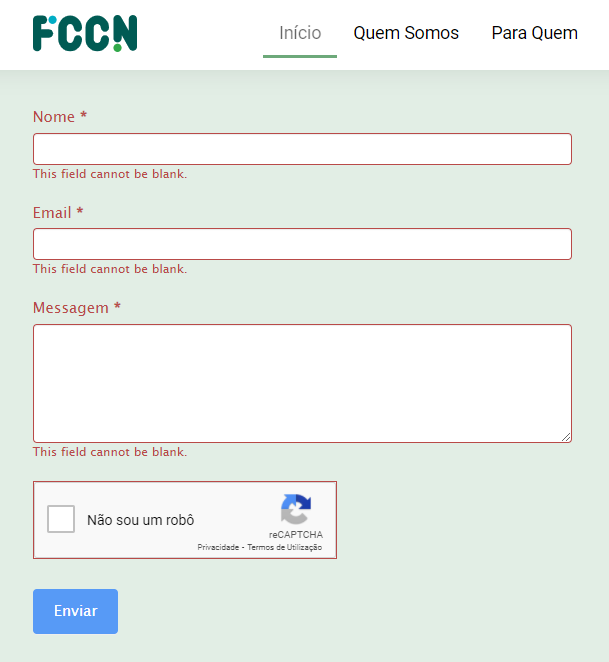 FCCN
Início Quem Somos Para Quem
Nome *
This field cannot be blank.
Email *
This field cannot be blank.
Messagem *
This field cannot be blank.
Não sou um robô
reCAPTCHA
Privacidade - Termos de Utilização
Enviar